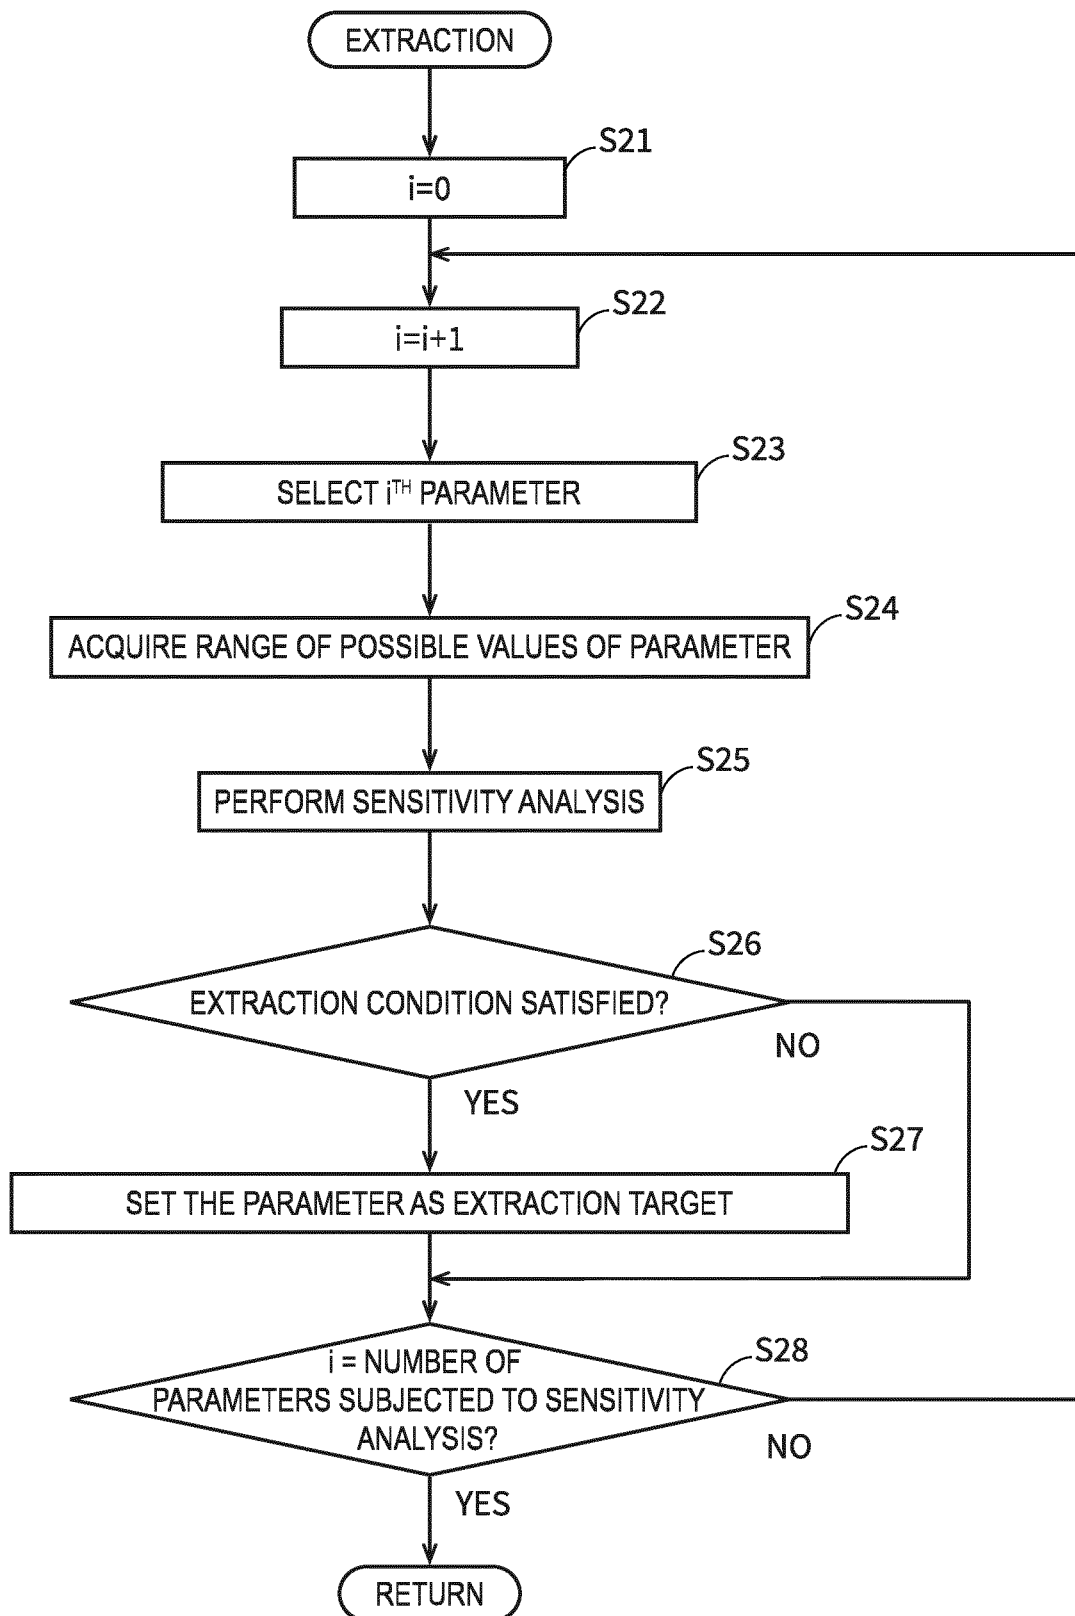 EXTRACTION
S21
i=0
S22
i=i+1
S23
SELECT iTH PARAMETER
S24
ACQUIRE RANGE OF POSSIBLE VALUES OF PARAMETER
S25
PERFORM SENSITIVITY ANALYSIS
S26
EXTRACTION CONDITION SATISFIED?
NO
YES
S27
SET THE PARAMETER AS EXTRACTION TARGET
S28
i = NUMBER OF
PARAMETERS SUBJECTED TO SENSITIVITY
ANALYSIS?
NO
YES
RETURN